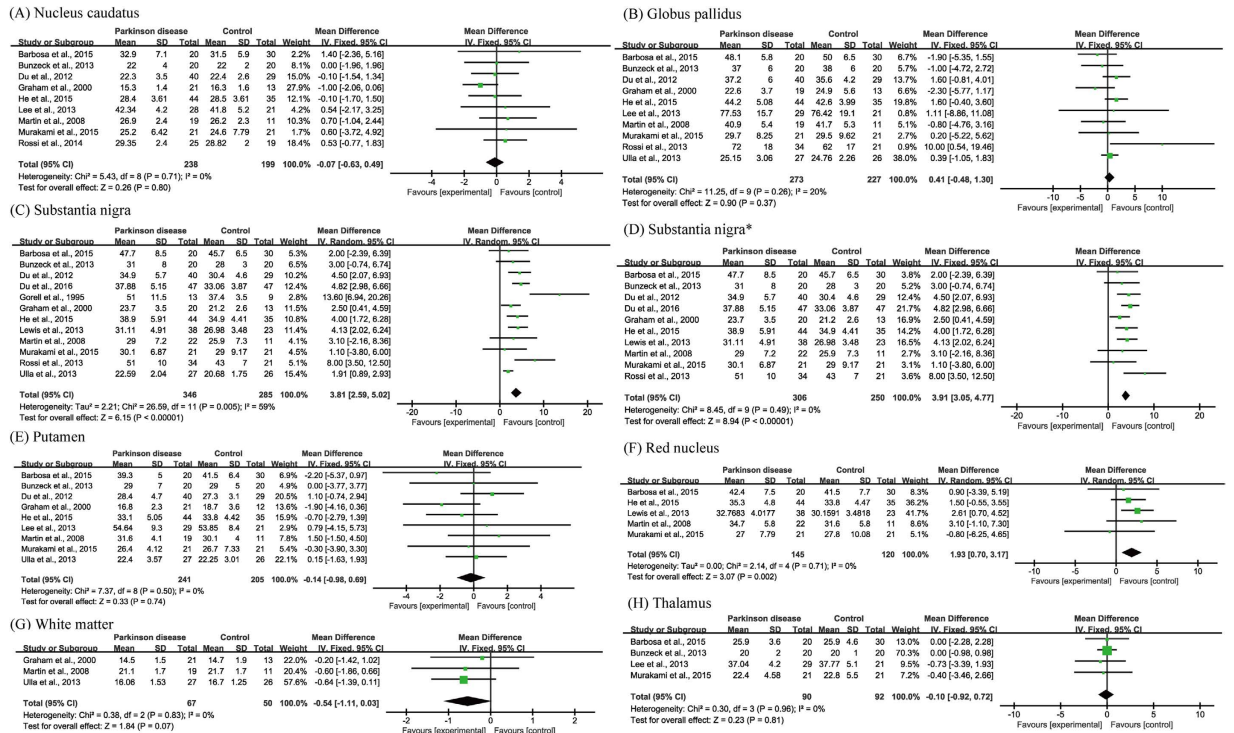 (A) Nucleus caudatus
Parkinson disease Control Mean Difference Mean Difference
Study or Subgroup Mean SD Total Mean SD Total Weight IV. Fixed. 95% CI IV. Fixed. 95% CI
Barbosa et al., 2015 32.9 7.1 20 31.5 5.9 30 2.2% 1.40 [-2.36, 5.16]
Bunzeck et al., 2013 22 4 20 22 2 20 8.1% 0.00 [-1.96, 1.96]
Du et al., 2012 22.3 3.5 40 22.4 2.6 29 15.0% -0.10 [-1.54, 1.34]
Graham et al., 2000 15.3 1.4 21 16.3 1.6 13 27.9% -1.00 [-2.06, 0.06]
He et al., 2015 28.4 3.61 44 28.5 3.61 35 12.3% -0.10 [-1.70, 1.50]
Lee et al., 2013 42.34 4.2 28 41.8 5.2 21 4.3% 0.54 [-2.17, 3.25]
Martin et al., 2008 26.9 2.4 19 26.2 2.3 11 10.4% 0.70 [-1.04, 2.44]
Murakami et al., 2015 25.2 6.42 21 24.6 7.79 21 1.7% 0.60 [-3.72, 4.92]
Rossi et al., 2014 29.35 2.4 25 28.82 2 19 18.2% 0.53 [-0.77, 1.83]
Total (95% CI) 238 199 100.0% -0.07 [-0.63, 0.49]
Heterogeneity: Chi² = 5.43, df = 8 (P = 0.71); I² = 0%
Test for overall effect: Z = 0.26 (P = 0.80)
-4 -2 0 2 4
Favours [experimental] Favours [control]
(B) Globus pallidus
Parkinson disease Control Mean Difference Mean Difference
Study or Subgroup Mean SD Total Mean SD Total Weight IV. Fixed. 95% CI IV. Fixed. 95% CI
Barbosa et al., 2015 48.1 5.8 20 50 6.5 30 6.6% -1.90 [-5.35, 1.55]
Bunzeck et al., 2013 37 6 20 38 6 20 5.7% -1.00 [-4.72, 2.72]
Du et al., 2012 37.2 6 40 35.6 4.2 29 13.7% 1.60 [-0.81, 4.01]
Graham et al., 2000 22.6 3.7 19 24.9 5.6 13 6.6% -2.30 [-5.77, 1.17]
He et al., 2015 44.2 5.08 44 42.6 3.99 35 19.8% 1.60 [-0.40, 3.60]
Lee et al., 2013 77.53 15.7 29 76.42 19.1 21 0.8% 1.11 [-8.86, 11.08]
Martin et al., 2008 40.9 5.4 19 41.7 5.3 11 5.0% -0.80 [-4.76, 3.16]
Murakami et al., 2015 29.7 8.25 21 29.5 9.62 21 2.7% 0.20 [-5.22, 5.62]
Rossi et al., 2013 72 18 34 62 17 21 0.9% 10.00 [0.54, 19.46]
Ulla et al., 2013 25.15 3.06 27 24.76 2.26 26 38.0% 0.39 [-1.05, 1.83]
Total (95% CI) 273 227 100.0% 0.41 [-0.48, 1.30]
Heterogeneity: Chi² = 11.25, df = 9 (P = 0.26); I² = 20%
Test for overall effect: Z = 0.90 (P = 0.37)
-10 -5 0 5 10
Favours [experimental] Favours [control]
(C) Substantia nigra
Parkinson disease Control Mean Difference Mean Difference
Study or Subgroup Mean SD Total Mean SD Total Weight IV. Random. 95% CI IV. Random. 95% CI
Barbosa et al., 2015 47.7 8.5 20 45.7 6.5 30 5.3% 2.00 [-2.39, 6.39]
Bunzeck et al., 2013 31 8 20 28 3 20 6.9% 3.00 [-0.74, 6.74]
Du et al., 2012 34.9 5.7 40 30.4 4.6 29 10.2% 4.50 [2.07, 6.93]
Du et al., 2016 37.88 5.15 47 33.06 3.87 47 12.2% 4.82 [2.98, 6.66]
Gorell et al., 1995 51 11.5 13 37.4 3.5 9 2.8% 13.60 [6.94, 20.26]
Graham et al., 2000 23.7 3.5 20 21.2 2.6 13 11.3% 2.50 [0.41, 4.59]
He et al., 2015 38.9 5.91 44 34.9 4.41 35 10.7% 4.00 [1.72, 6.28]
Lewis et al., 2013 31.11 4.91 38 26.98 3.48 23 11.2% 4.13 [2.02, 6.24]
Martin et al., 2008 29 7.2 22 25.9 7.3 11 4.2% 3.10 [-2.16, 8.36]
Murakami et al., 2015 30.1 6.87 21 29 9.17 21 4.6% 1.10 [-3.80, 6.00]
Rossi et al., 2013 51 10 34 43 7 21 5.1% 8.00 [3.50, 12.50]
Ulla et al., 2013 22.59 2.04 27 20.68 1.75 26 15.4% 1.91 [0.89, 2.93]
Total (95% CI) 346 285 100.0% 3.81 [2.59, 5.02]
Heterogeneity: Tau² = 2.21; Chi² = 26.59, df = 11 (P = 0.005); I² = 59%
Test for overall effect: Z = 6.15 (P < 0.00001)
-20 -10 0 10 20
Favours [experimental] Favours [control]
(D) Substantia nigra*
Parkinson disease Control Mean Difference Mean Difference
Study or Subgroup Mean SD Total Mean SD Total Weight IV. Fixed. 95% CI IV. Fixed. 95% CI
Barbosa et al., 2015 47.7 8.5 20 45.7 6.5 30 3.8% 2.00 [-2.39, 6.39]
Bunzeck et al., 2013 31 8 20 28 3 20 5.3% 3.00 [-0.74, 6.74]
Du et al., 2012 34.9 5.7 40 30.4 4.6 29 12.4% 4.50 [2.07, 6.93]
Du et al., 2016 37.88 5.15 47 33.06 3.87 47 21.6% 4.82 [2.98, 6.66]
Graham et al., 2000 23.7 3.5 20 21.2 2.6 13 16.8% 2.50 [0.41, 4.59]
He et al., 2015 38.9 5.91 44 34.9 4.41 35 14.1% 4.00 [1.72, 6.28]
Lewis et al., 2013 31.11 4.91 38 26.98 3.48 23 16.5% 4.13 [2.02, 6.24]
Martin et al., 2008 29 7.2 22 25.9 7.3 11 2.7% 3.10 [-2.16, 8.36]
Murakami et al., 2015 30.1 6.87 21 29 9.17 21 3.1% 1.10 [-3.80, 6.00]
Rossi et al., 2013 51 10 34 43 7 21 3.6% 8.00 [3.50, 12.50]
Total (95% CI) 306 250 100.0% 3.91 [3.05, 4.77]
Heterogeneity: Chi² = 8.45, df = 9 (P = 0.49); I² = 0%
Test for overall effect: Z = 8.94 (P < 0.00001)
-20 -10 0 10 20
Favours [experimental] Favours [control]
(E) Putamen
Parkinson disease Control Mean Difference Mean Difference
Study or Subgroup Mean SD Total Mean SD Total Weight IV. Fixed. 95% CI IV. Fixed. 95% CI
Barbosa et al., 2015 39.3 5 20 41.5 6.4 30 6.9% -2.20 [-5.37, 0.97]
Bunzeck et al., 2013 29 7 20 29 5 20 4.9% 0.00 [-3.77, 3.77]
Du et al., 2012 28.4 4.7 40 27.3 3.1 29 20.5% 1.10 [-0.74, 2.94]
Graham et al., 2000 16.8 2.3 21 18.7 3.6 12 13.6% -1.90 [-4.16, 0.36]
He et al., 2015 33.1 5.05 44 33.8 4.42 35 15.9% -0.70 [-2.79, 1.39]
Lee et al., 2013 54.64 9.3 29 53.85 8.4 21 2.8% 0.79 [-4.15, 5.73]
Martin et al., 2008 31.6 4.1 19 30.1 4 11 7.8% 1.50 [-1.50, 4.50]
Murakami et al., 2015 26.4 4.12 21 26.7 7.33 21 5.4% -0.30 [-3.90, 3.30]
Ulla et al., 2013 22.4 3.57 27 22.25 3.01 26 22.1% 0.15 [-1.63, 1.93]
Total (95% CI) 241 205 100.0% -0.14 [-0.98, 0.69]
Heterogeneity: Chi² = 7.37, df = 8 (P = 0.50); I² = 0%
Test for overall effect: Z = 0.33 (P = 0.74)
-4 -2 0 2 4
Favours [experimental] Favours [control]
(F) Red nucleus
Parkinson disease Control Mean Difference Mean Difference
Study or Subgroup Mean SD Total Mean SD Total Weight IV. Random. 95% CI IV. Random. 95% CI
Barbosa et al., 2015 42.4 7.5 20 41.5 7.7 30 8.3% 0.90 [-3.39, 5.19]
He et al., 2015 35.3 4.8 44 33.8 4.47 35 36.2% 1.50 [-0.55, 3.55]
Lewis et al., 2013 32.7683 4.0177 38 30.1591 3.4818 23 41.7% 2.61 [0.70, 4.52]
Martin et al., 2008 34.7 5.8 22 31.6 5.8 11 8.6% 3.10 [-1.10, 7.30]
Murakami et al., 2015 27 7.79 21 27.8 10.08 21 5.1% -0.80 [-6.25, 4.65]
Total (95% CI) 145 120 100.0% 1.93 [0.70, 3.17]
Heterogeneity: Tau² = 0.00; Chi² = 2.14, df = 4 (P = 0.71); I² = 0%
Test for overall effect: Z = 3.07 (P = 0.002)
-10 -5 0 5 10
Favours [experimental] Favours [control]
(G) White matter
Parkinson disease Control Mean Difference Mean Difference
Study or Subgroup Mean SD Total Mean SD Total Weight IV. Fixed. 95% CI IV. Fixed. 95% CI
Graham et al., 2000 14.5 1.5 21 14.7 1.9 13 22.0% -0.20 [-1.42, 1.02]
Martin et al., 2008 21.1 1.7 19 21.7 1.7 11 20.4% -0.60 [-1.86, 0.66]
Ulla et al., 2013 16.06 1.53 27 16.7 1.25 26 57.6% -0.64 [-1.39, 0.11]
Total (95% CI) 67 50 100.0% -0.54 [-1.11, 0.03]
Heterogeneity: Chi² = 0.38, df = 2 (P = 0.83); I² = 0%
Test for overall effect: Z = 1.84 (P = 0.07)
-2 -1 0 1 2
Favours [experimental] Favours [control]
(H) Thalamus
Parkinson disease Control Mean Difference Mean Difference
Study or Subgroup Mean SD Total Mean SD Total Weight IV. Fixed. 95% CI IV. Fixed. 95% CI
Barbosa et al., 2015 25.9 3.6 20 25.9 4.6 30 13.0% 0.00 [-2.28, 2.28]
Bunzeck et al., 2013 20 2 20 20 1 20 70.3% 0.00 [-0.98, 0.98]
Lee et al., 2013 37.04 4.2 29 37.77 5.1 21 9.5% -0.73 [-3.39, 1.93]
Murakami et al., 2015 22.4 4.58 21 22.8 5.5 21 7.2% -0.40 [-3.46, 2.66]
Total (95% CI) 90 92 100.0% -0.10 [-0.92, 0.72]
Heterogeneity: Chi² = 0.30, df = 3 (P = 0.96); I² = 0%
Test for overall effect: Z = 0.23 (P = 0.81)
-10 -5 0 5 10
Favours [experimental] Favours [control]